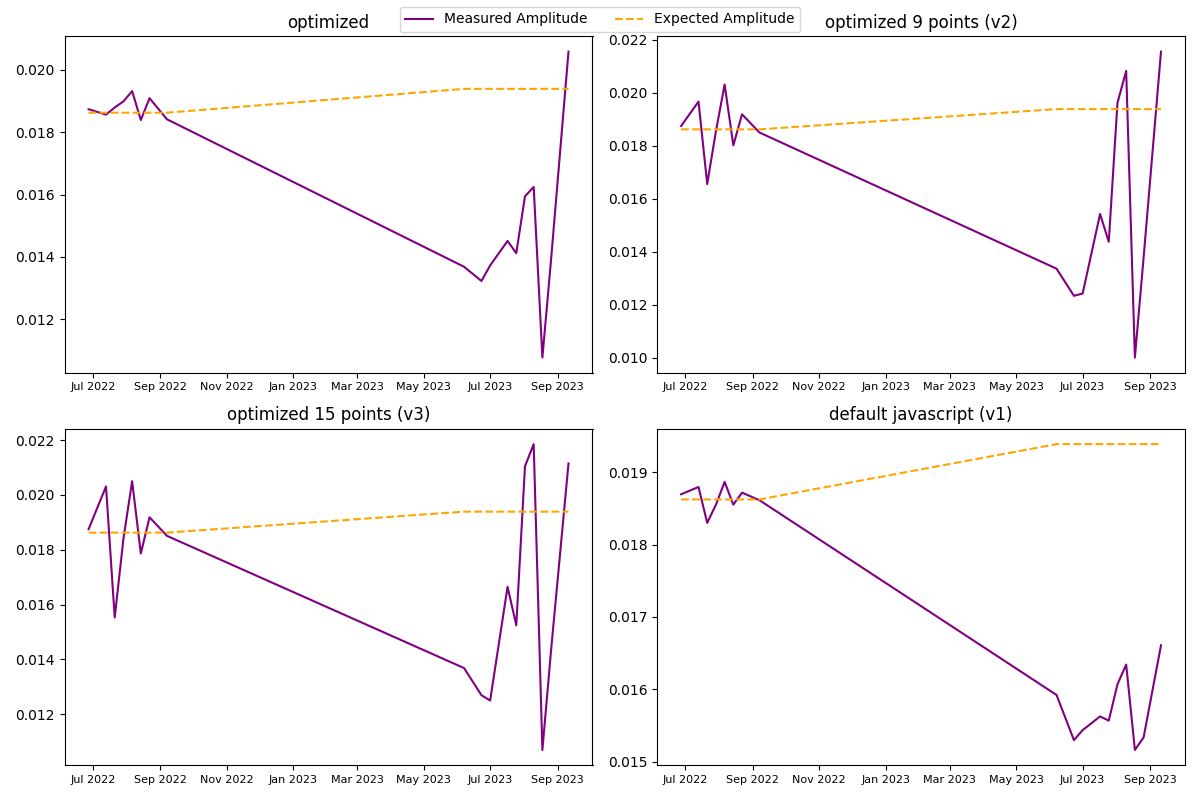 Measured Amplitude Expected Amplitude
optimized
0.020
0.018
0.016
0.014
0.012
Jul 2022 Sep 2022 Nov 2022 Jan 2023 Mar 2023 May 2023 Jul 2023 Sep 2023
optimized 9 points (v2)
0.022
0.020
0.018
0.016
0.014
0.012
0.010
Jul 2022 Sep 2022 Nov 2022 Jan 2023 Mar 2023 May 2023 Jul 2023 Sep 2023
optimized 15 points (v3)
0.022
0.020
0.018
0.016
0.014
0.012
Jul 2022 Sep 2022 Nov 2022 Jan 2023 Mar 2023 May 2023 Jul 2023 Sep 2023
default javascript (v1)
0.019
0.018
0.017
0.016
0.015
Jul 2022 Sep 2022 Nov 2022 Jan 2023 Mar 2023 May 2023 Jul 2023 Sep 2023